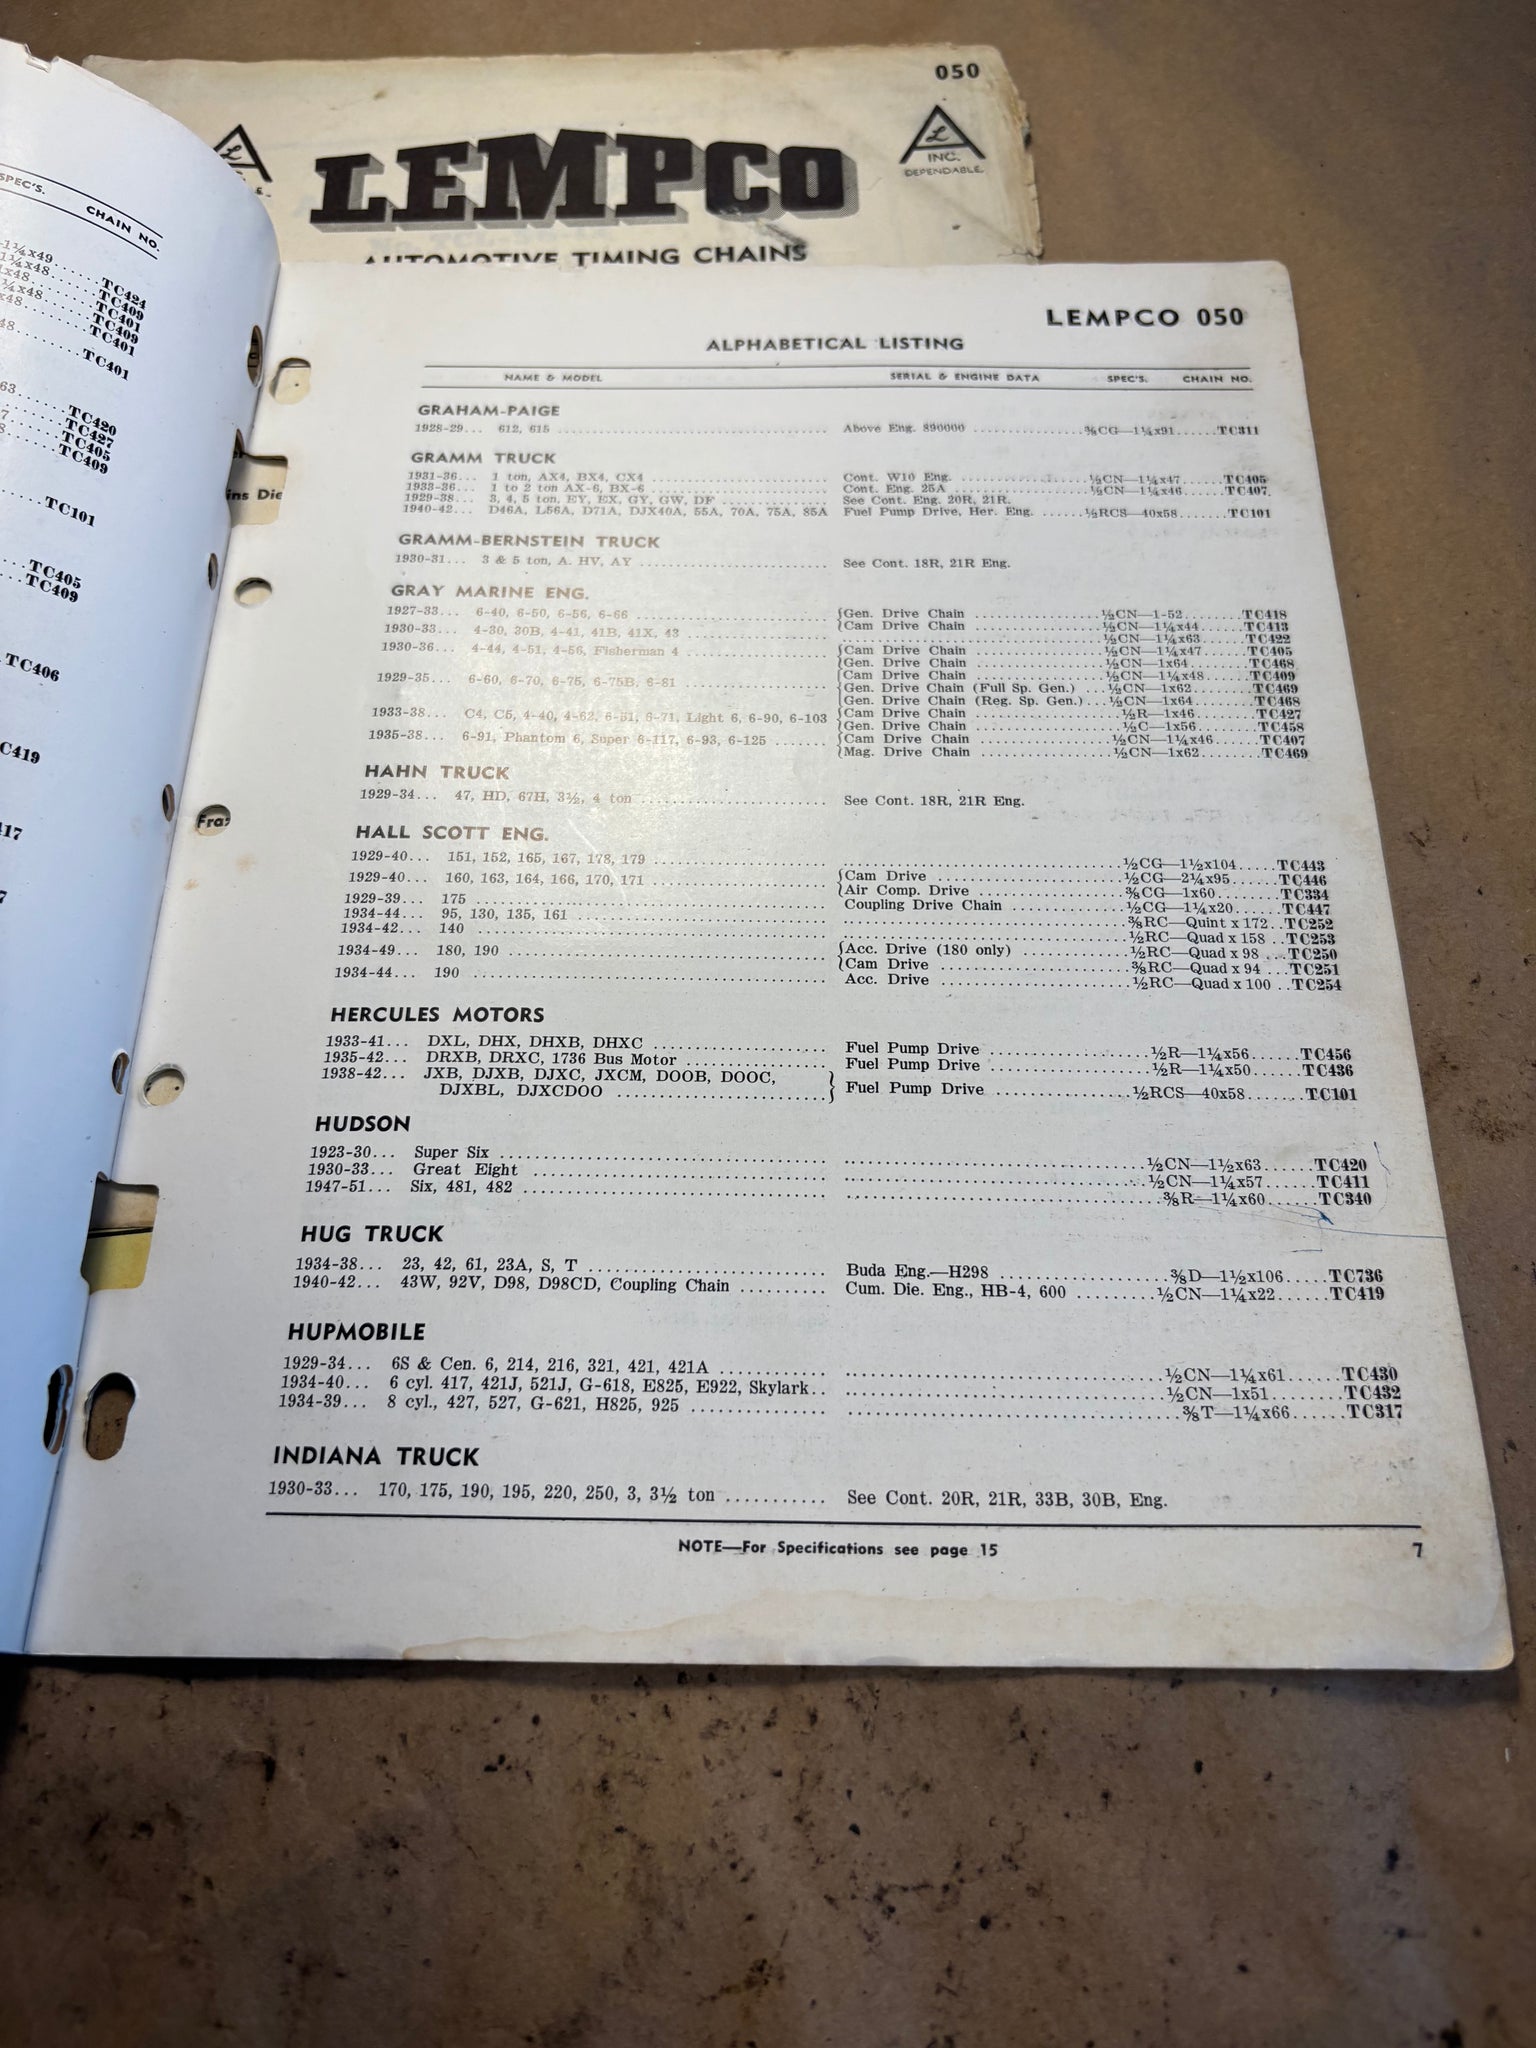 050
LEMPCO
INC.
DEPENDABLE
AUTOMOTIVE TIMING CHAINS
SPEC'S. CHAIN NO.
1¼x49 TC424
1¼x48 TC409
x48 TC401
¼x48 TC409
x48 TC401
48 TC401
63 TC420
7 TC427
8 TC405
TC409
TC101
TC405
TC409
TC406
C419
417
7
ins Die
Fra
LEMPCO 050
ALPHABETICAL LISTING
NAME & MODEL SERIAL & ENGINE DATA SPEC'S. CHAIN NO.
GRAHAM-PAIGE
1928-29... 612, 615 Above Eng. 890000 ⅜CG—1¼x91 TC311
GRAMM TRUCK
1931-36... 1 ton, AX4, BX4, CX4 Cont. W10 Eng. ½CN—1¼x47 TC405
1933-36... 1 to 2 ton AX-6, BX-6 Cont. Eng. 25A ½CN—1¼x46 TC407
1929-38... 3, 4, 5 ton, EY, EX, GY, GW, DF See Cont. Eng. 20R, 21R.
1940-42... D46A, L56A, D71A, DJX40A, 55A, 70A, 75A, 85A Fuel Pump Drive, Her. Eng. ½RCS—40x58 TC101
GRAMM-BERNSTEIN TRUCK
1930-31... 3 & 5 ton, A. HV, AY See Cont. 18R, 21R Eng.
GRAY MARINE ENG.
1927-33... 6-40, 6-50, 6-56, 6-66 {Gen. Drive Chain ½CN—1-52 TC418
{Cam Drive Chain ½CN—1¼x44 TC413
1930-33... 4-30, 30B, 4-41, 41B, 41X, 43 ½CN—1¼x63 TC422
1930-36... 4-44, 4-51, 4-56, Fisherman 4 {Cam Drive Chain ½CN—1¼x47 TC405
{Gen. Drive Chain ½CN—1x64 TC468
1929-35... 6-60, 6-70, 6-75, 6-75B, 6-81 {Cam Drive Chain ½CN—1¼x48 TC409
{Gen. Drive Chain (Full Sp. Gen.) ½CN—1x62 TC469
{Gen. Drive Chain (Reg. Sp. Gen.) ½CN—1x64 TC468
1933-38... C4, C5, 4-40, 4-62, 6-51, 6-71, Light 6, 6-90, 6-103 {Cam Drive Chain ½R—1x46 TC427
{Gen. Drive Chain ½C—1x56 TC458
1935-38... 6-91, Phantom 6, Super 6-117, 6-93, 6-125 {Cam Drive Chain ½CN—1¼x46 TC407
{Mag. Drive Chain ½CN—1x62 TC469
HAHN TRUCK
1929-34... 47, HD, 67H, 3½, 4 ton See Cont. 18R, 21R Eng.
HALL SCOTT ENG.
1929-40... 151, 152, 165, 167, 178, 179 ½CG—1½x104 TC443
1929-40... 160, 163, 164, 166, 170, 171 {Cam Drive ½CG—2¼x95 TC446
{Air Comp. Drive ⅜CG—1x60 TC334
1929-39... 175 Coupling Drive Chain ½CG—1¼x20 TC447
1934-44... 95, 130, 135, 161 ⅜RC—Quint x 172 TC252
1934-42... 140 ½RC—Quad x 158 TC253
1934-49... 180, 190 {Acc. Drive (180 only) ½RC—Quad x 98 TC250
{Cam Drive ⅜RC—Quad x 94 TC251
1934-44... 190 Acc. Drive ½RC—Quad x 100 TC254
HERCULES MOTORS
1933-41... DXL, DHX, DHXB, DHXC Fuel Pump Drive ½R—1¼x56 TC456
1935-42... DRXB, DRXC, 1736 Bus Motor Fuel Pump Drive ½R—1¼x50 TC436
1938-42... JXB, DJXB, DJXC, JXCM, DOOB, DOOC,
DJXBL, DJXCDOO } Fuel Pump Drive ½RCS—40x58 TC101
HUDSON
1923-30... Super Six ½CN—1½x63 TC420
1930-33... Great Eight ½CN—1¼x57 TC411
1947-51... Six, 481, 482 ⅜R—1¼x60 TC340
HUG TRUCK
1934-38... 23, 42, 61, 23A, S, T Buda Eng.—H298 ⅜D—1½x106 TC736
1940-42... 43W, 92V, D98, D98CD, Coupling Chain Cum. Die. Eng., HB-4, 600 ½CN—1¼x22 TC419
HUPMOBILE
1929-34... 6S & Cen. 6, 214, 216, 321, 421, 421A ½CN—1¼x61 TC430
1934-40... 6 cyl. 417, 421J, 521J, G-618, E825, E922, Skylark.. ½CN—1x51 TC432
1934-39... 8 cyl., 427, 527, G-621, H825, 925 ⅜T—1¼x66 TC317
INDIANA TRUCK
1930-33... 170, 175, 190, 195, 220, 250, 3, 3½ ton See Cont. 20R, 21R, 33B, 30B, Eng.
NOTE—For Specifications see page 15
7